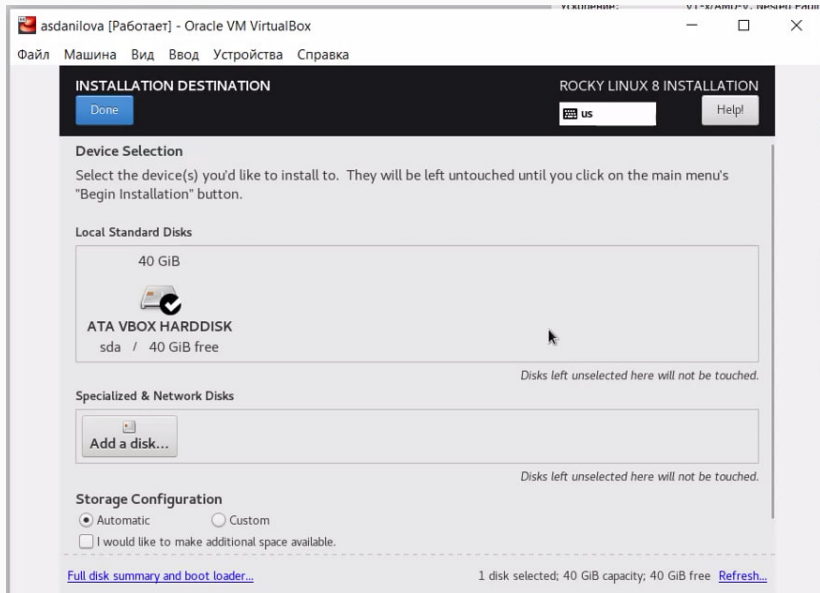 Ускорение: VT-x/AMD-V, Nested Paging
asdanilova [Работает] - Oracle VM VirtualBox
Файл Машина Вид Ввод Устройства Справка
INSTALLATION DESTINATION
ROCKY LINUX 8 INSTALLATION
Done
us
Help!
Device Selection
Select the device(s) you'd like to install to. They will be left untouched until you click on the main menu's
"Begin Installation" button.
Local Standard Disks
40 GiB
ATA VBOX HARDDISK
sda / 40 GiB free
Disks left unselected here will not be touched.
Specialized & Network Disks
Add a disk...
Disks left unselected here will not be touched.
Storage Configuration
Automatic Custom
I would like to make additional space available.
Full disk summary and boot loader...
1 disk selected; 40 GiB capacity; 40 GiB free Refresh...